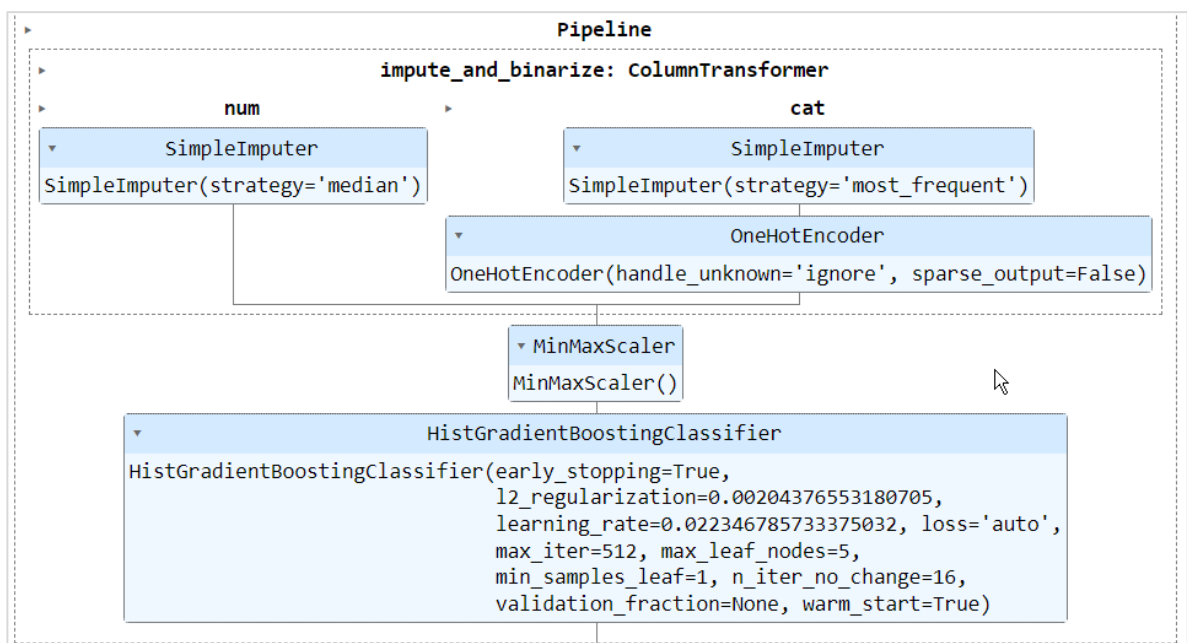 Pipeline
impute_and_binarize: ColumnTransformer
num
cat
SimpleImputer
SimpleImputer(strategy='median')
SimpleImputer
SimpleImputer(strategy='most_frequent')
OneHotEncoder
OneHotEncoder(handle_unknown='ignore', sparse_output=False)
MinMaxScaler
MinMaxScaler()
HistGradientBoostingClassifier
HistGradientBoostingClassifier(early_stopping=True,
l2_regularization=0.00204376553180705,
learning_rate=0.022346785733375032, loss='auto',
max_iter=512, max_leaf_nodes=5,
min_samples_leaf=1, n_iter_no_change=16,
validation_fraction=None, warm_start=True)